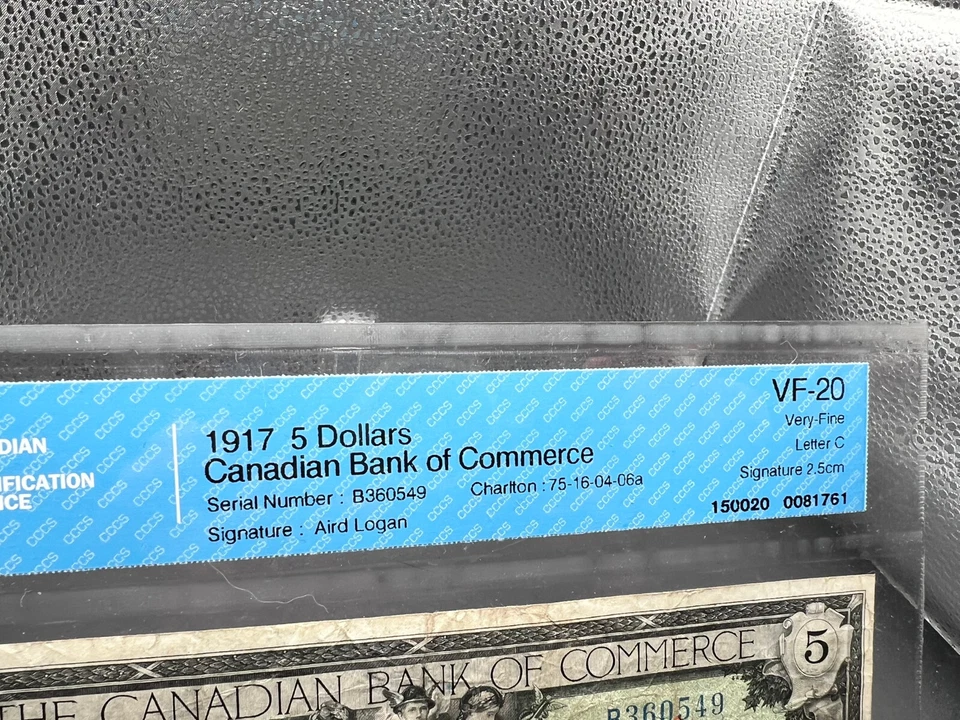 DIAN
IFICATION
ICE
1917 5 Dollars
Canadian Bank of Commerce
Serial Number : B360549
Charlton : 75-16-04-06a
Signature : Aird Logan
VF-20
Very-Fine
Letter C
Signature 2.5cm
150020 0081761
THE CANADIAN BANK OF COMMERCE
5
B360549